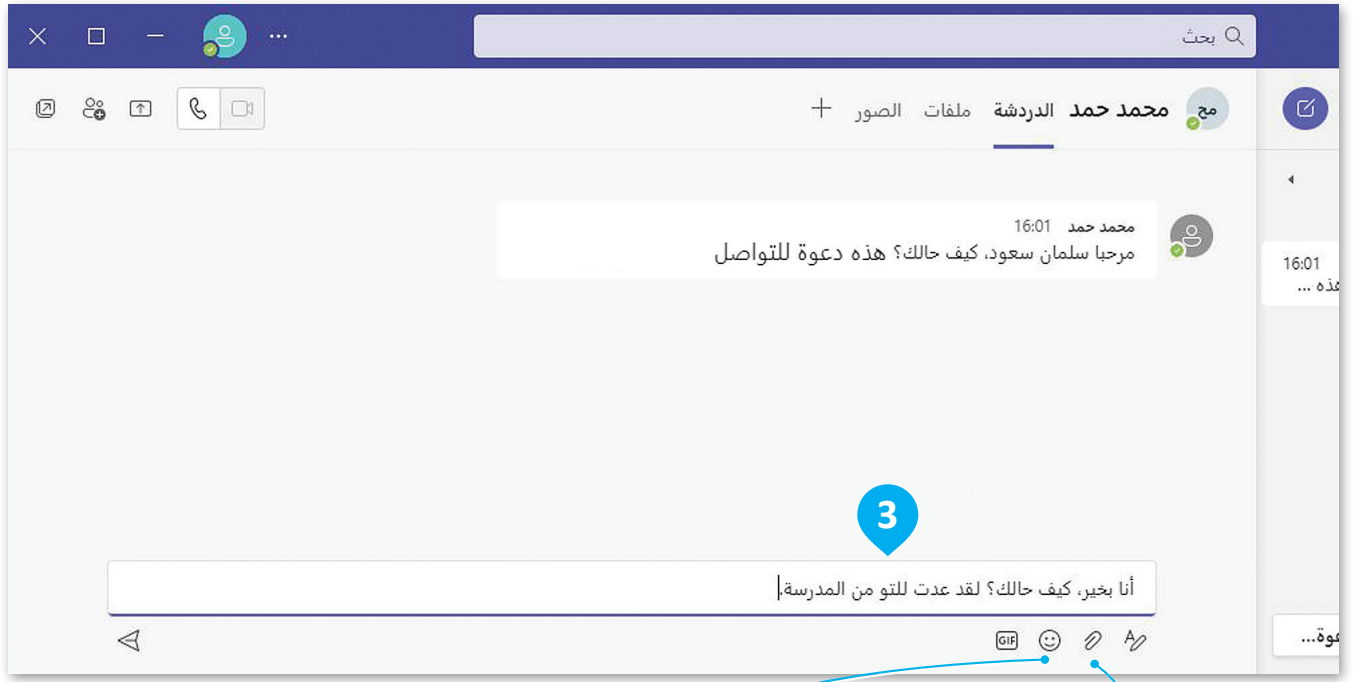 بحث
مح محمد حمد الدردشة ملفات الصور +
محمد حمد 16:01
مرحبا سلمان سعود، كيف حالك؟ هذه دعوة للتواصل
16:01
هذه ...
3
أنا بخير، كيف حالك؟ لقد عدت للتو من المدرسة.
GIF